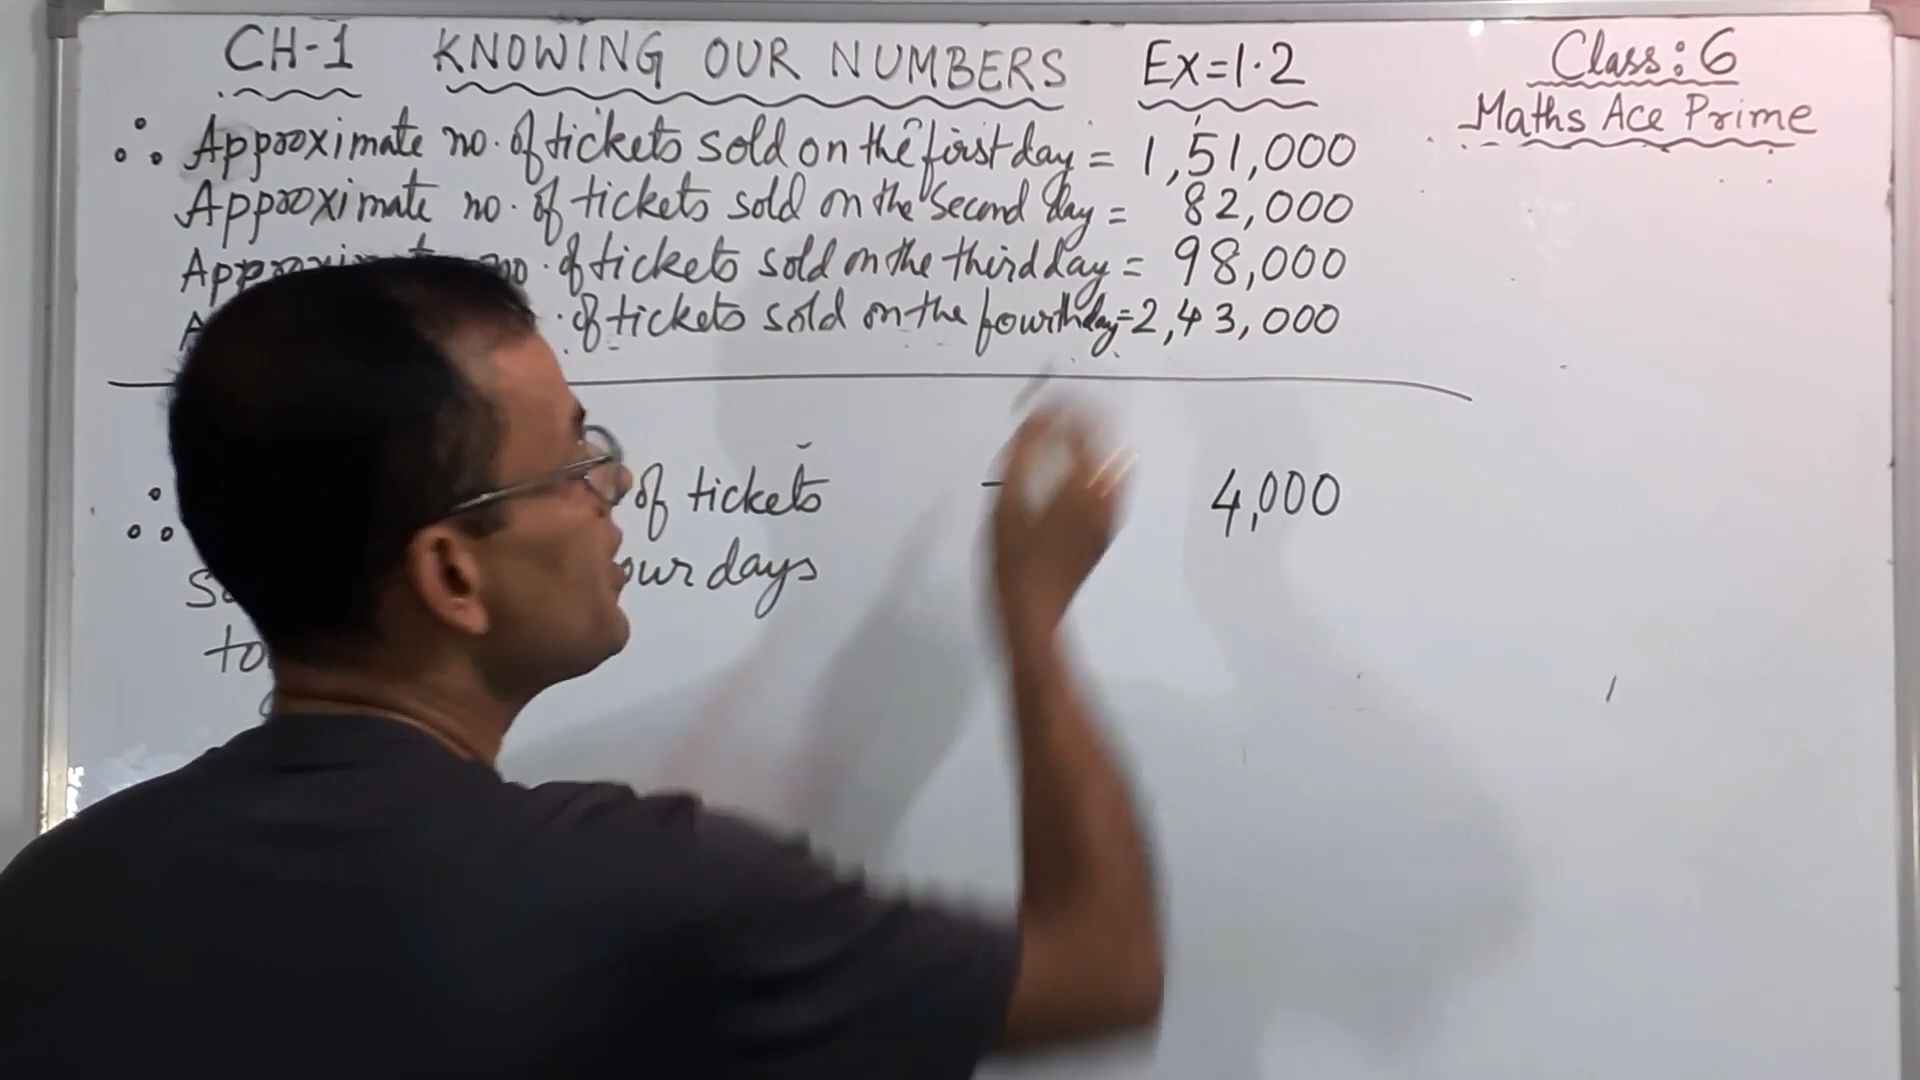 CH-1 KNOWING OUR NUMBERS Ex=1.2 Class:6
Maths Ace Prime
∴ Approximate no. of tickets sold on the first day = 1,51,000
Approximate no. of tickets sold on the second day = 82,000
of tickets sold on the third day = 98,000
of tickets sold on the fourth day = 2,43,000
∴ of tickets 4,000
days